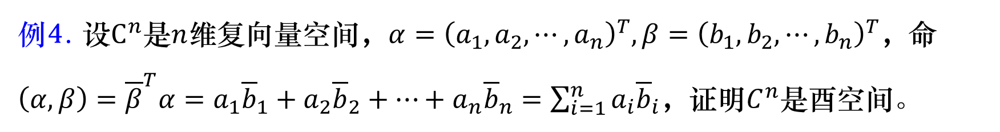 例4. 设Cⁿ是n维复向量空间，α = (a₁, a₂, ⋯, aₙ)ᵀ, β = (b₁, b₂, ⋯, bₙ)ᵀ，命
(α, β) = β̅ᵀα = a₁b̅₁ + a₂b̅₂ + ⋯ + aₙb̅ₙ = ∑ⁿᵢ₌₁ aᵢb̅ᵢ，证明Cⁿ是酉空间。